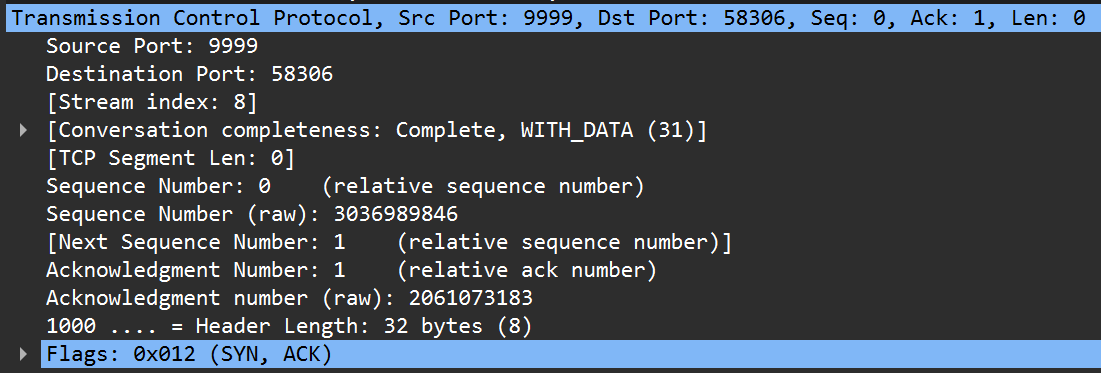 Transmission Control Protocol, Src Port: 9999, Dst Port: 58306, Seq: 0, Ack: 1, Len: 0
Source Port: 9999
Destination Port: 58306
[Stream index: 8]
[Conversation completeness: Complete, WITH_DATA (31)]
[TCP Segment Len: 0]
Sequence Number: 0    (relative sequence number)
Sequence Number (raw): 3036989846
[Next Sequence Number: 1    (relative sequence number)]
Acknowledgment Number: 1    (relative ack number)
Acknowledgment number (raw): 2061073183
1000 .... = Header Length: 32 bytes (8)
Flags: 0x012 (SYN, ACK)